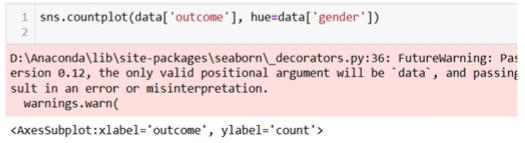 1 sns.countplot(data['outcome'], hue=data['gender'])
2
D:\Anaconda\lib\site-packages\seaborn\_decorators.py:36: FutureWarning: Pas
ersion 0.12, the only valid positional argument will be `data`, and passing
sult in an error or misinterpretation.
warnings.warn(
<AxesSubplot:xlabel='outcome', ylabel='count'>